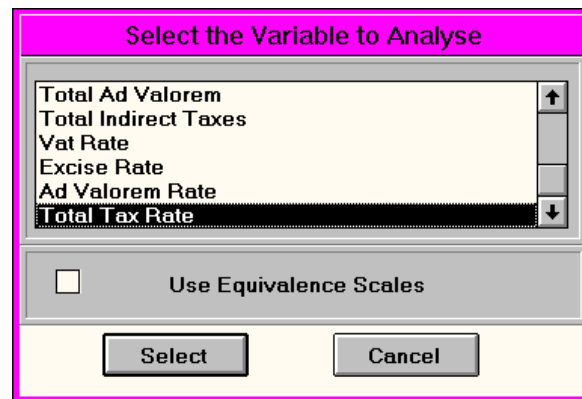 Select the Variable to Analyse
Total Ad Valorem
Total Indirect Taxes
Vat Rate
Excise Rate
Ad Valorem Rate
Total Tax Rate
Use Equivalence Scales
Select
Cancel